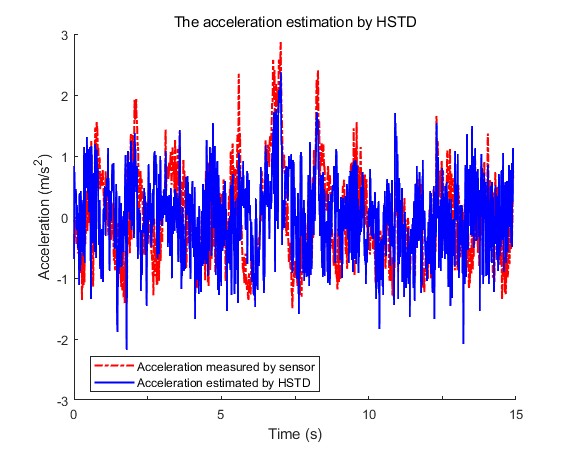 The acceleration estimation by HSTD
3
2
1
0
-1
-2
-3
Acceleration (m/s²)
Acceleration measured by sensor
Acceleration estimated by HSTD
0
5
10
15
Time (s)